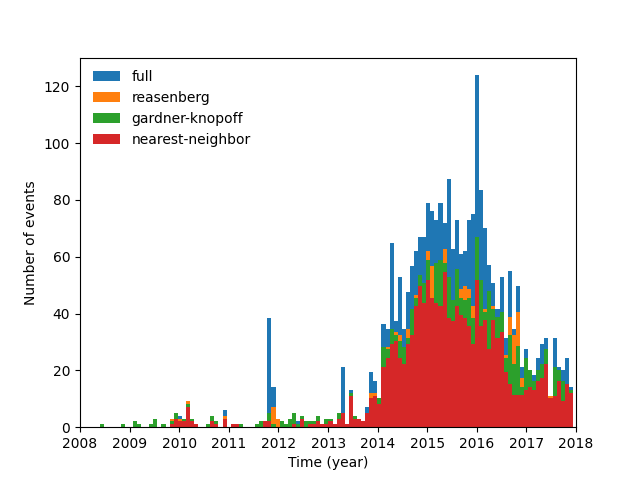 full
reasenberg
gardner-knopoff
nearest-neighbor
120
100
80
60
40
20
0
Number of events
2008 2009 2010 2011 2012 2013 2014 2015 2016 2017 2018
Time (year)